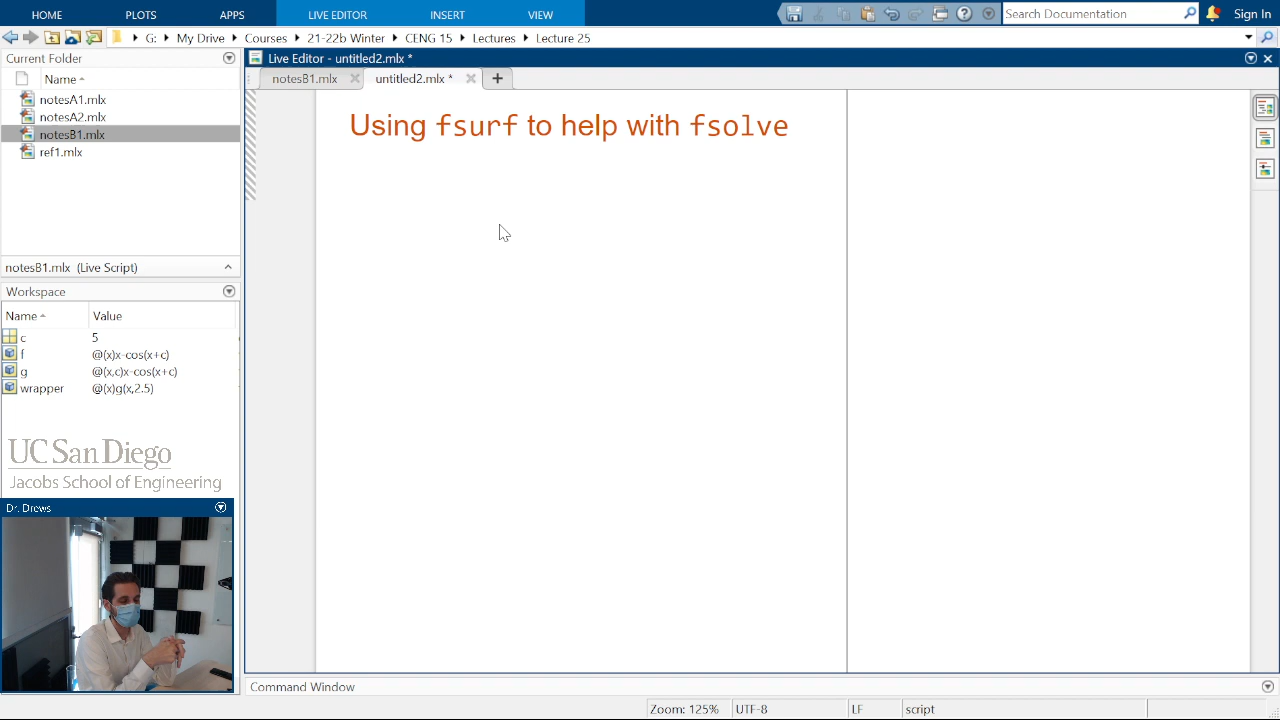 HOME PLOTS APPS LIVE EDITOR INSERT VIEW Search Documentation Sign In
G: My Drive Courses 21-22b Winter CENG 15 Lectures Lecture 25
Current Folder
Name
notesA1.mlx
notesA2.mlx
notesB1.mlx
ref1.mlx
notesB1.mlx (Live Script)
Workspace
Name Value
c 5
f @(x)x-cos(x+c)
g @(x,c)x-cos(x+c)
wrapper @(x)g(x,2.5)
UC San Diego
Jacobs School of Engineering
Dr. Drews
Live Editor - untitled2.mlx *
notesB1.mlx untitled2.mlx *
Using fsurf to help with fsolve
Command Window
Zoom: 125% UTF-8 LF script